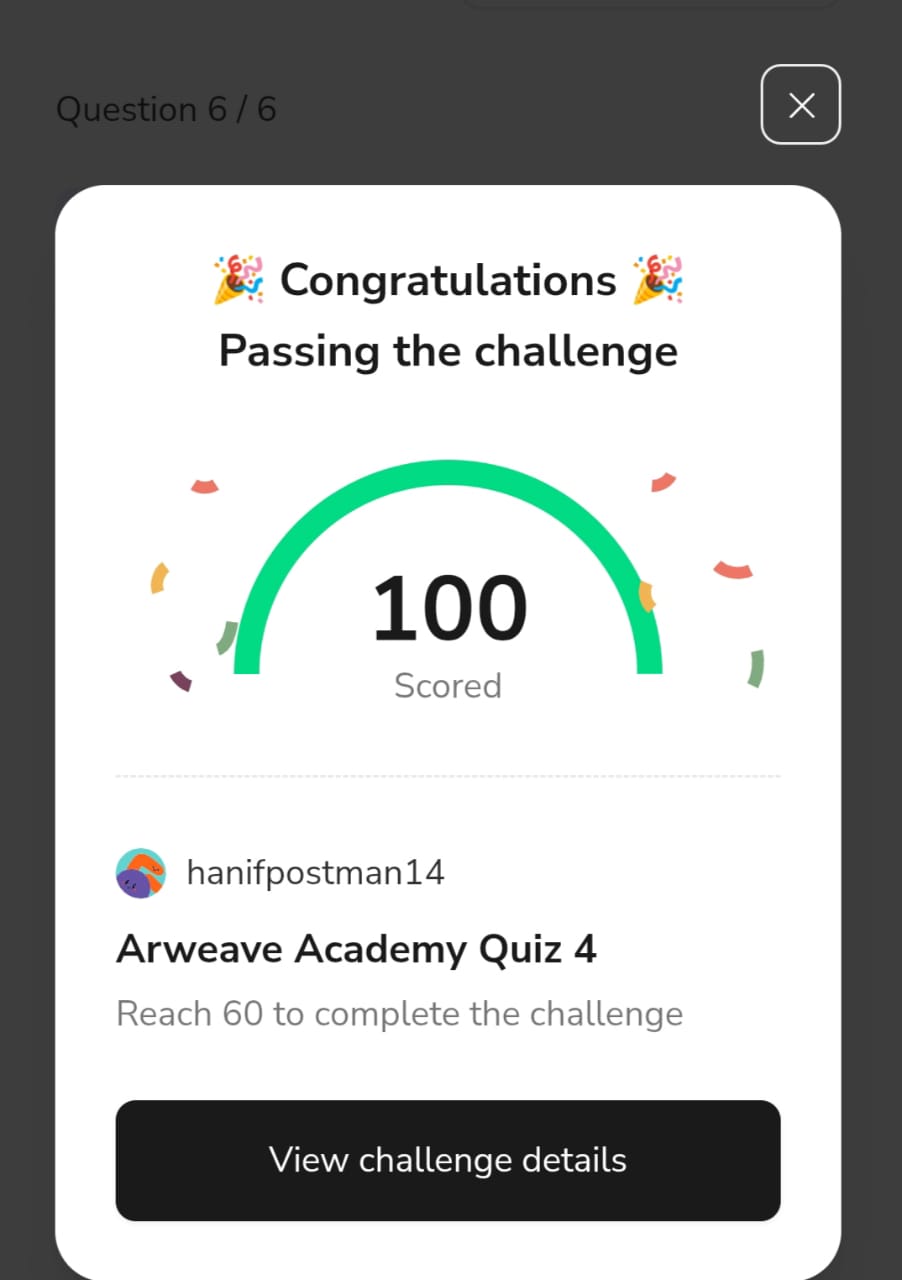 Question 6 / 6
🎉 Congratulations 🎉
Passing the challenge
100
Scored
hanifpostman14
Arweave Academy Quiz 4
Reach 60 to complete the challenge
View challenge details